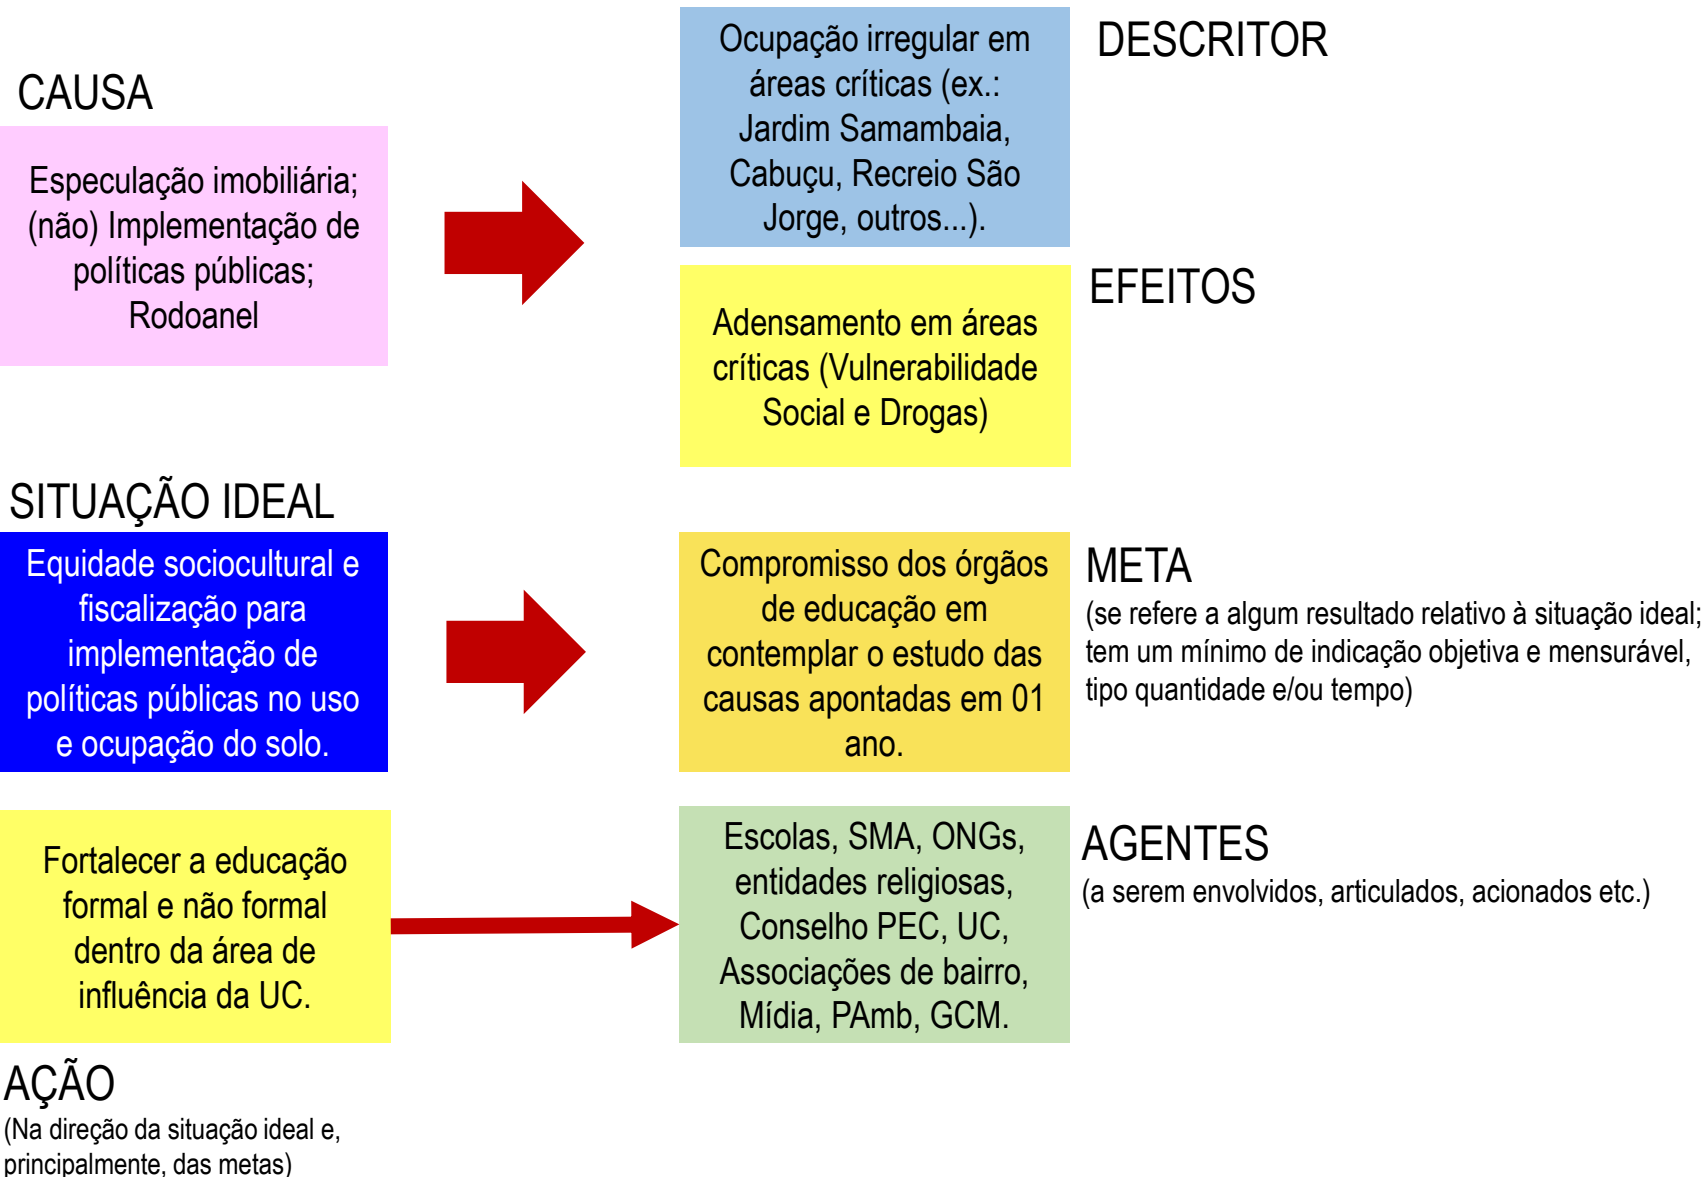 CAUSA
Especulação imobiliária;
(não) Implementação de
políticas públicas;
Rodoanel
Ocupação irregular em
áreas críticas (ex.:
Jardim Samambaia,
Cabuçu, Recreio São
Jorge, outros...).
DESCRITOR
Adensamento em áreas
críticas (Vulnerabilidade
Social e Drogas)
EFEITOS
SITUAÇÃO IDEAL
Equidade sociocultural e
fiscalização para
implementação de
políticas públicas no uso
e ocupação do solo.
Compromisso dos órgãos
de educação em
contemplar o estudo das
causas apontadas em 01
ano.
META
(se refere a algum resultado relativo à situação ideal;
tem um mínimo de indicação objetiva e mensurável,
tipo quantidade e/ou tempo)
Fortalecer a educação
formal e não formal
dentro da área de
influência da UC.
Escolas, SMA, ONGs,
entidades religiosas,
Conselho PEC, UC,
Associações de bairro,
Mídia, PAmb, GCM.
AGENTES
(a serem envolvidos, articulados, acionados etc.)
AÇÃO
(Na direção da situação ideal e,
principalmente, das metas)